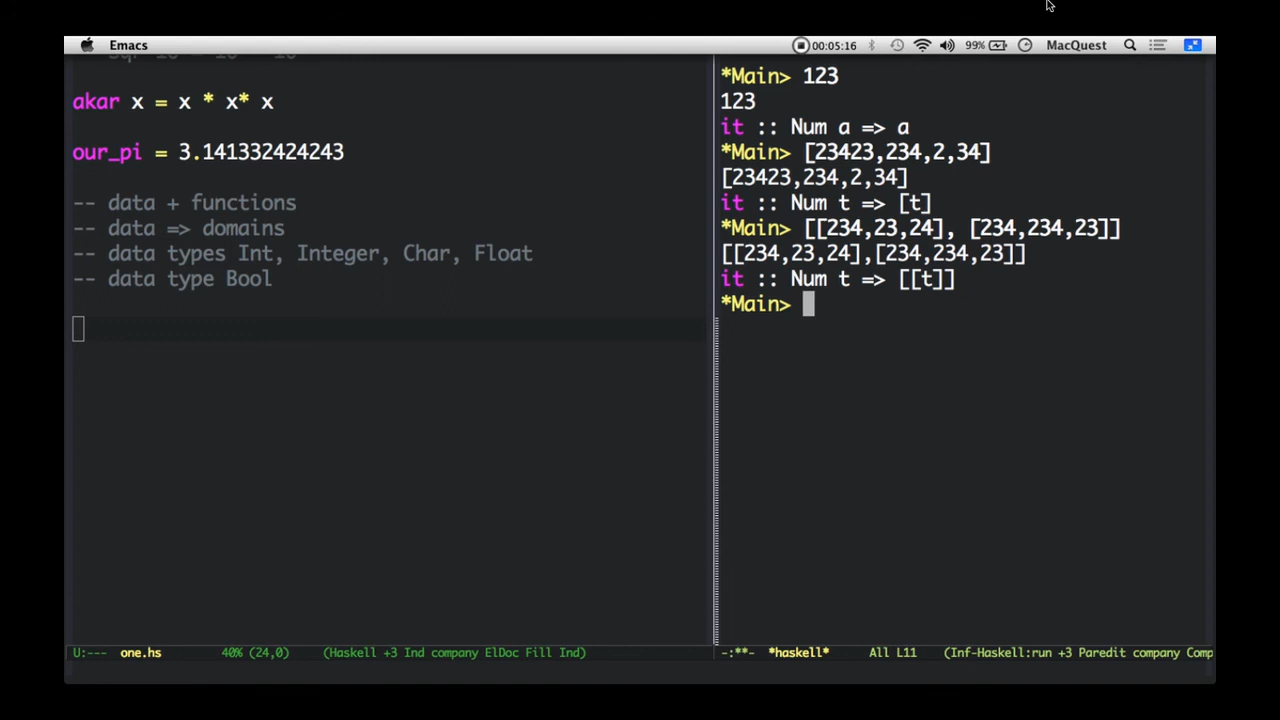 Emacs
00:05:16
99%
MacQuest
akar x = x * x* x
our_pi = 3.141332424243
-- data + functions
-- data => domains
-- data types Int, Integer, Char, Float
-- data type Bool
*Main> 123
123
it :: Num a => a
*Main> [23423,234,2,34]
[23423,234,2,34]
it :: Num t => [t]
*Main> [[234,23,24], [234,234,23]]
[[234,23,24],[234,234,23]]
it :: Num t => [[t]]
*Main>
U:--- one.hs 40% (24,0) (Haskell +3 Ind company ElDoc Fill Ind)
-:**- *haskell* All L11 (Inf-Haskell:run +3 Paredit company Comp